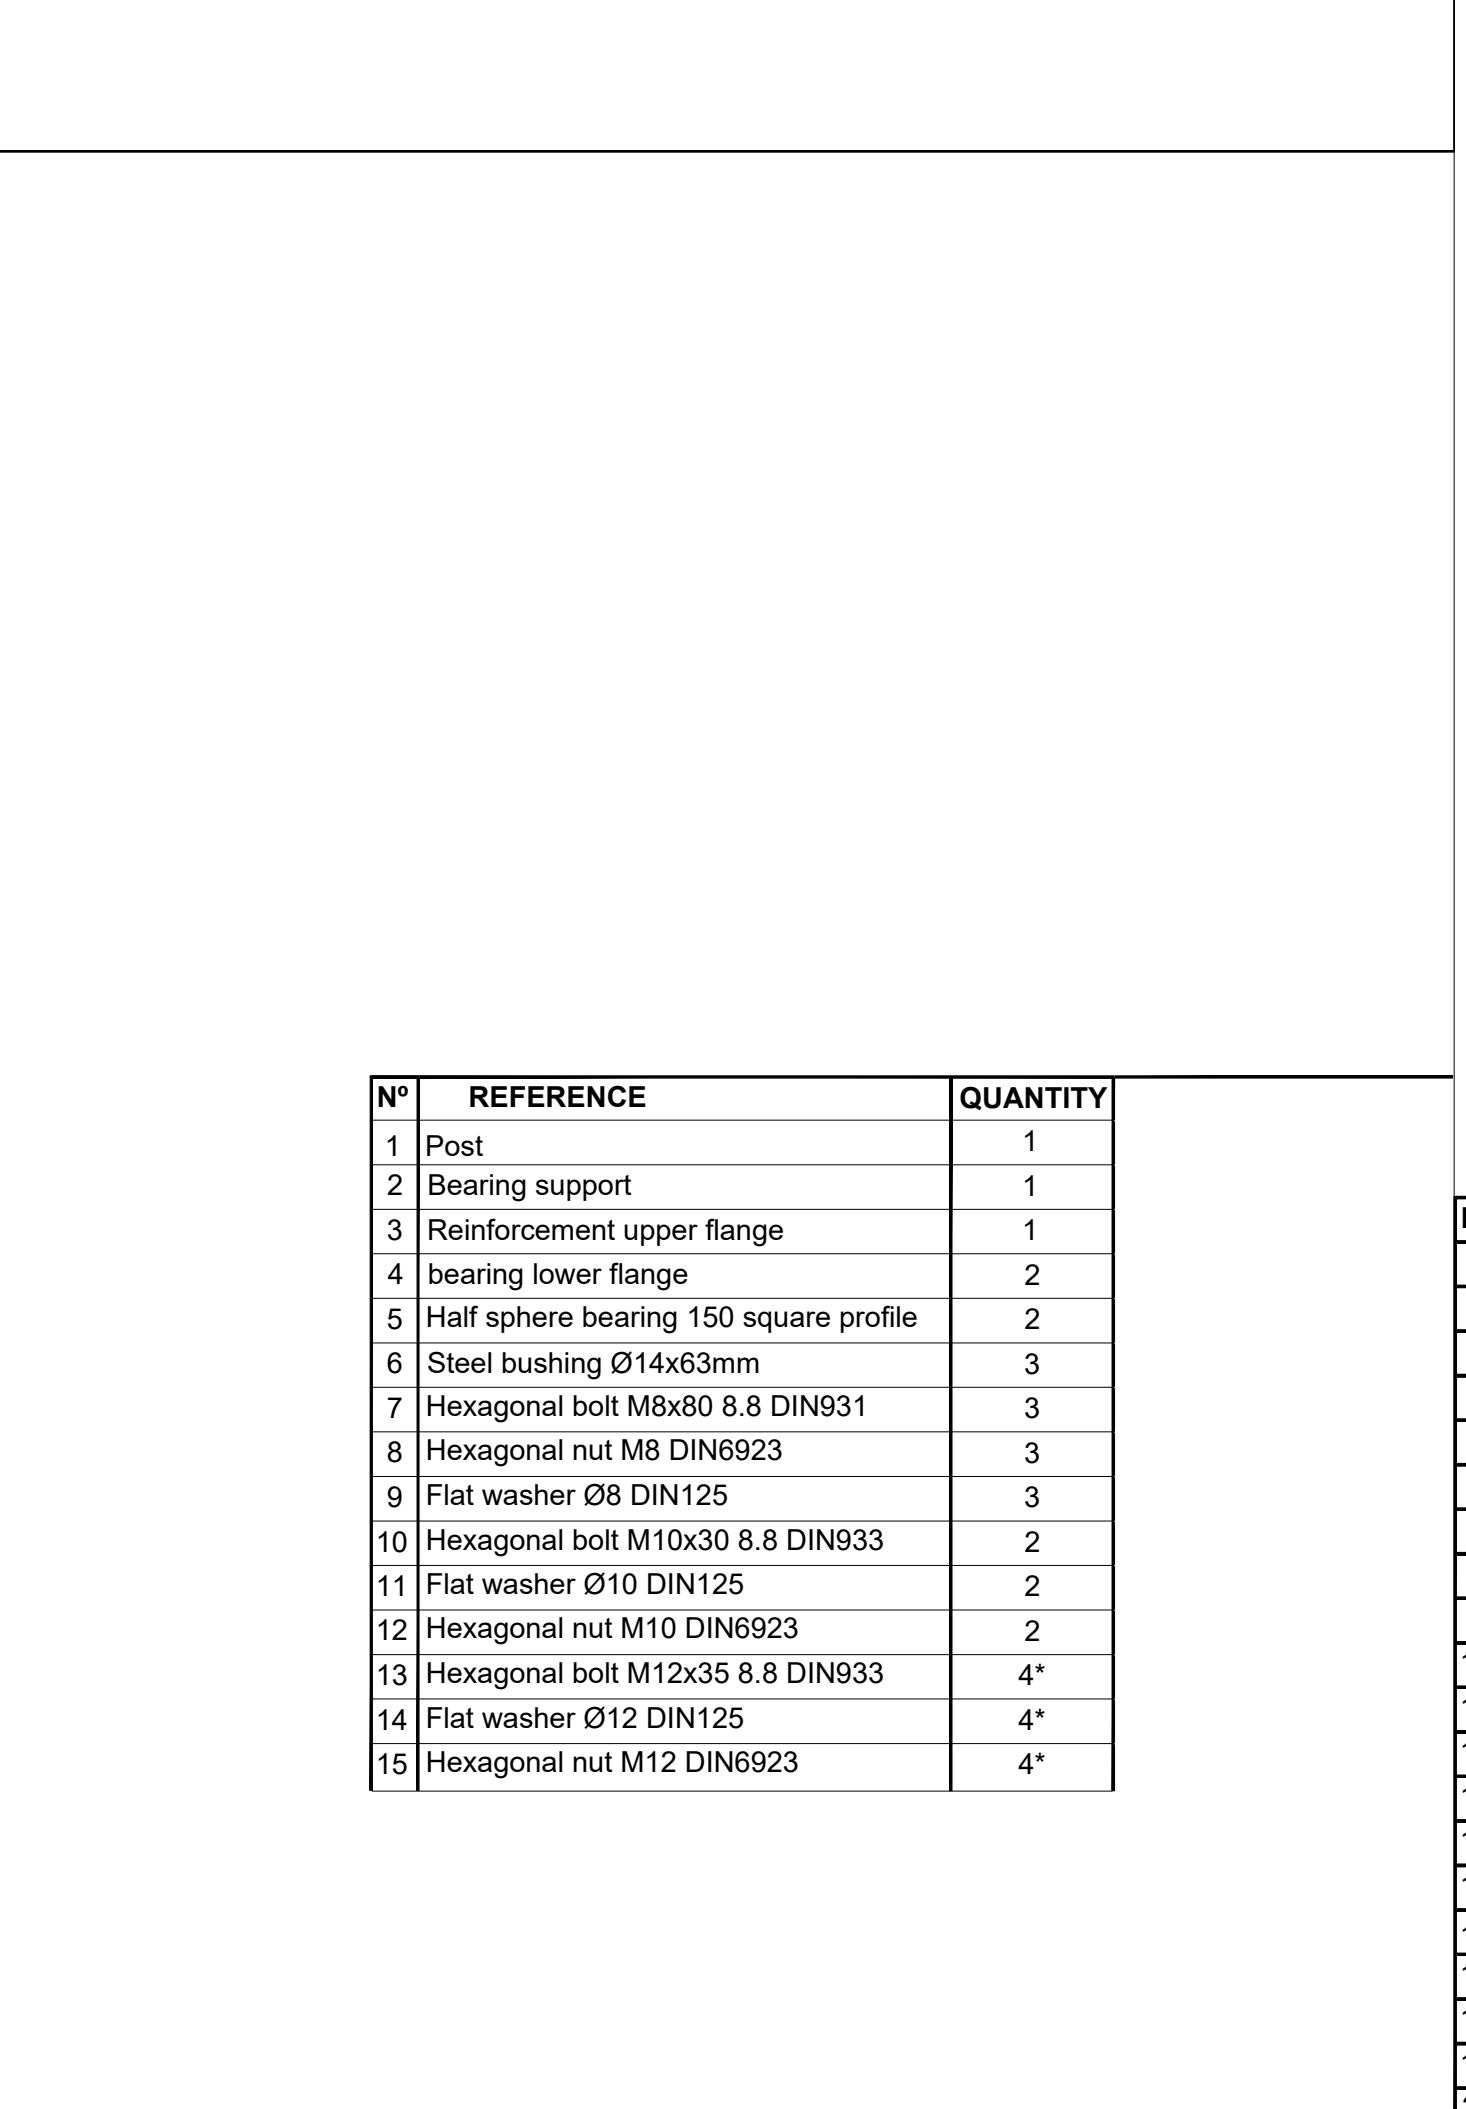 Nº REFERENCE QUANTITY
1 Post 1
2 Bearing support 1
3 Reinforcement upper flange 1
4 bearing lower flange 2
5 Half sphere bearing 150 square profile 2
6 Steel bushing Ø14x63mm 3
7 Hexagonal bolt M8x80 8.8 DIN931 3
8 Hexagonal nut M8 DIN6923 3
9 Flat washer Ø8 DIN125 3
10 Hexagonal bolt M10x30 8.8 DIN933 2
11 Flat washer Ø10 DIN125 2
12 Hexagonal nut M10 DIN6923 2
13 Hexagonal bolt M12x35 8.8 DIN933 4*
14 Flat washer Ø12 DIN125 4*
15 Hexagonal nut M12 DIN6923 4*